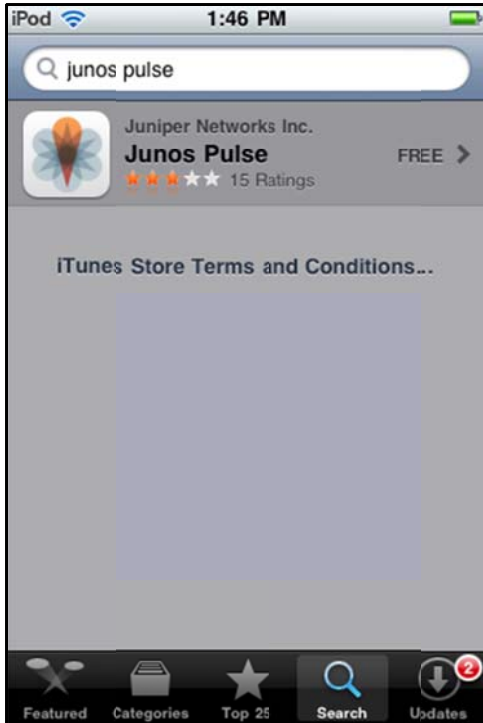 iPod 1:46 PM
junos pulse
Juniper Networks Inc.
Junos Pulse FREE
15 Ratings
iTunes Store Terms and Conditions...
Featured Categories Top 25 Search Updates 2